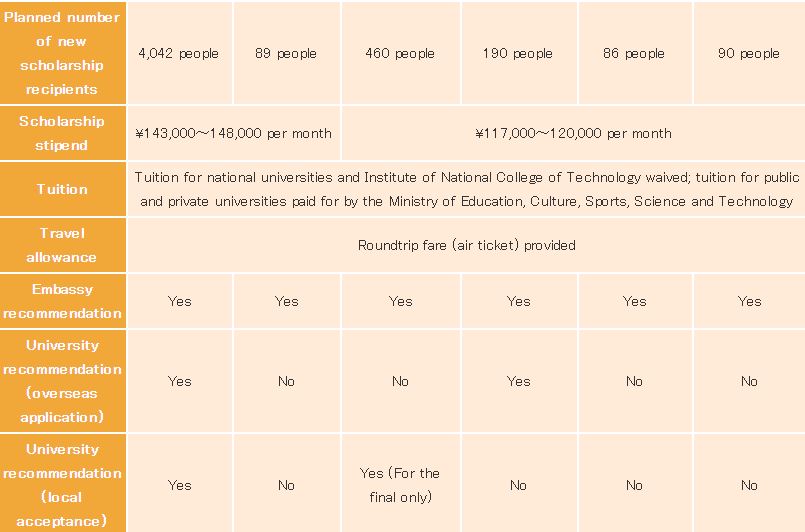 Planned number
of new
scholarship
recipients
4,042 people
89 people
460 people
190 people
86 people
90 people
Scholarship
stipend
¥143,000～148,000 per month
¥117,000～120,000 per month
Tuition
Tuition for national universities and Institute of National College of Technology waived; tuition for public
and private universities paid for by the Ministry of Education, Culture, Sports, Science and Technology
Travel
allowance
Roundtrip fare (air ticket) provided
Embassy
recommendation
Yes
Yes
Yes
Yes
Yes
Yes
University
recommendation
(overseas
application)
Yes
No
No
Yes
No
No
University
recommendation
(local
acceptance)
Yes
No
Yes (For the
final only)
No
No
No